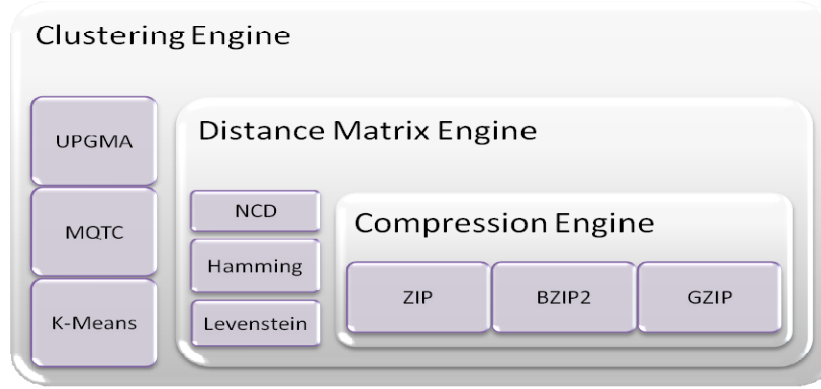 Clustering Engine
UPGMA
MQTC
K-Means
Distance Matrix Engine
NCD
Hamming
Levenstein
Compression Engine
ZIP
BZIP2
GZIP